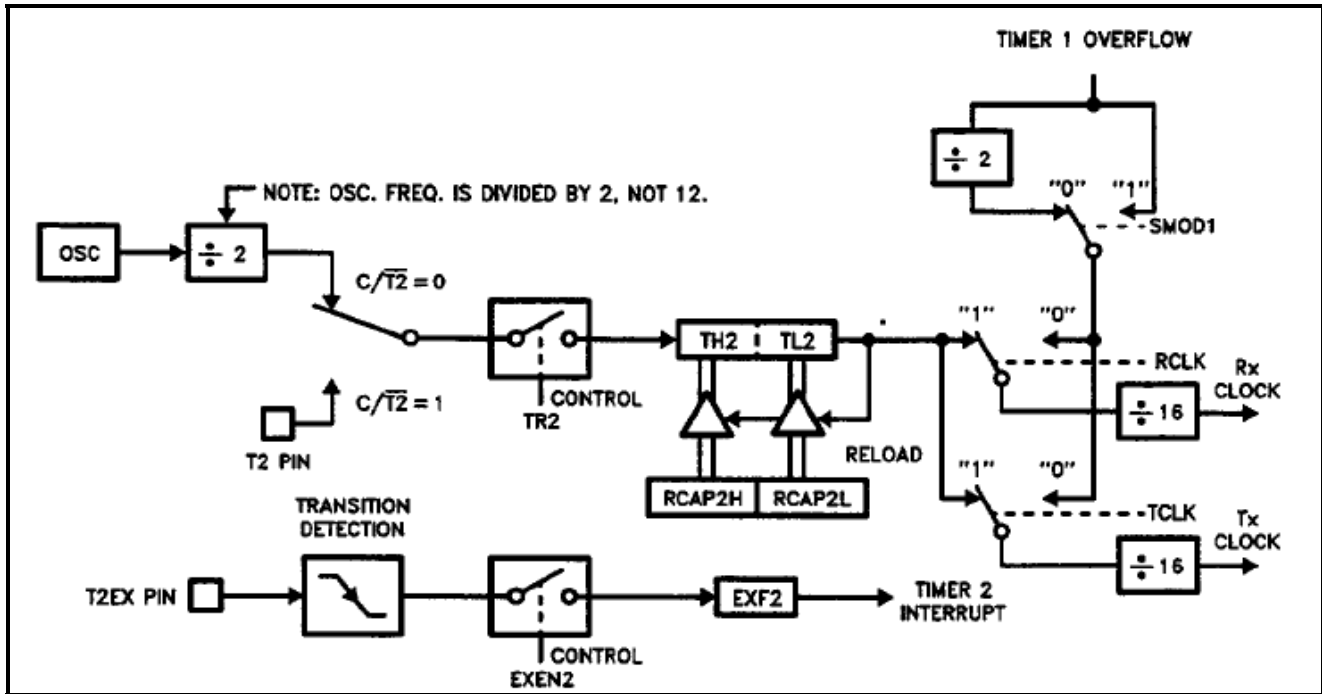 TIMER 1 OVERFLOW
÷ 2
NOTE: OSC. FREQ. IS DIVIDED BY 2, NOT 12.
"0" "1"
SMOD1
OSC
÷ 2
C/T2̅ = 0
"1" "0"
TH2 TL2
RCLK
Rx
CLOCK
C/T2̅ = 1
CONTROL
TR2
÷ 16
T2 PIN
RELOAD
"1" "0"
RCAP2H RCAP2L
TRANSITION
DETECTION
TCLK
Tx
CLOCK
÷ 16
T2EX PIN
EXF2
TIMER 2
INTERRUPT
CONTROL
EXEN2